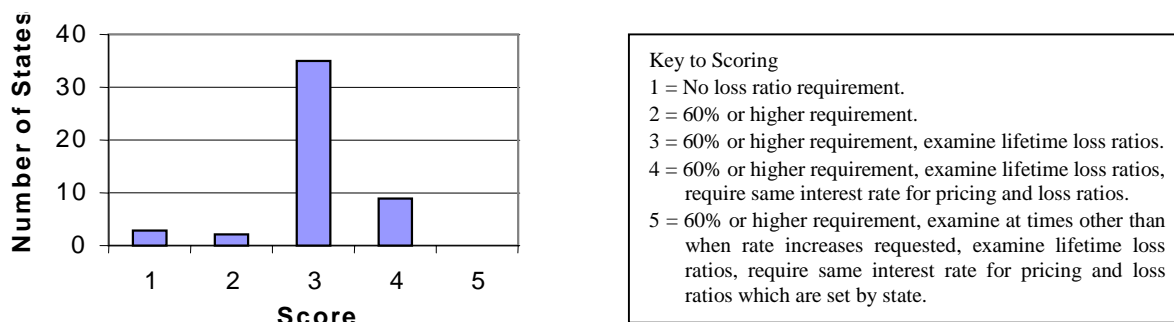 Number of States
40
30
20
10
0
1 2 3 4 5
Score
Key to Scoring
1 = No loss ratio requirement.
2 = 60% or higher requirement.
3 = 60% or higher requirement, examine lifetime loss ratios.
4 = 60% or higher requirement, examine lifetime loss ratios,
require same interest rate for pricing and loss ratios.
5 = 60% or higher requirement, examine at times other than
when rate increases requested, examine lifetime loss
ratios, require same interest rate for pricing and loss
ratios which are set by state.